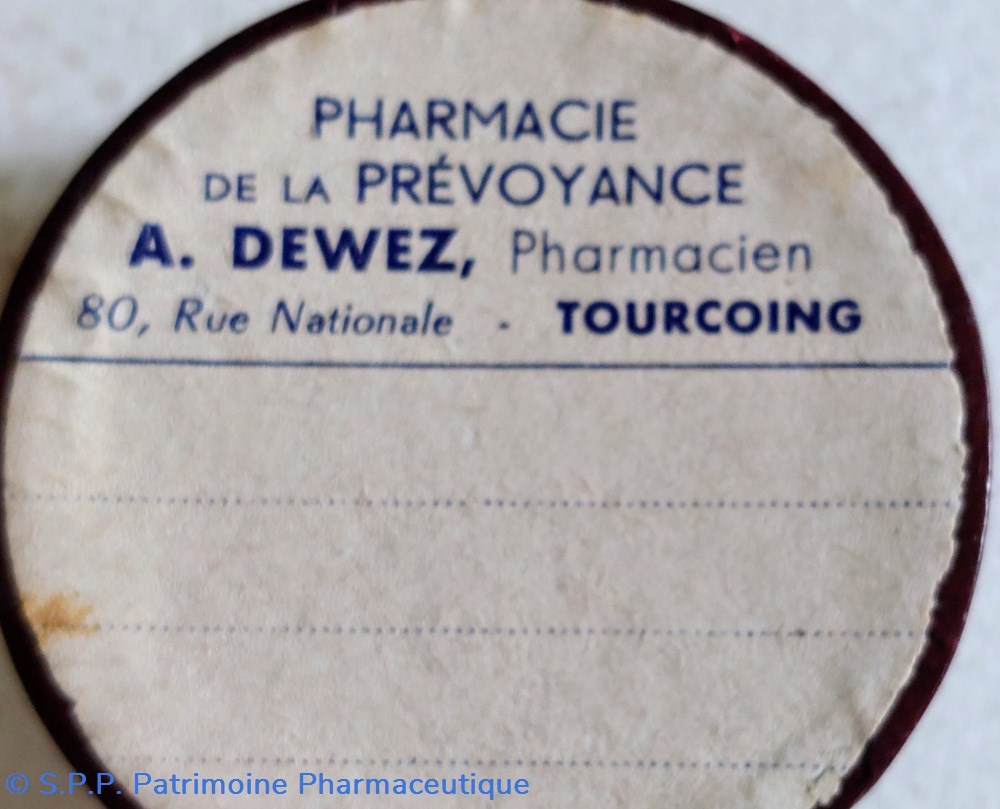 PHARMACIE
DE LA PRÉVOYANCE
A. DEWEZ, Pharmacien
80, Rue Nationale - TOURCOING
© S.P.P. Patrimoine Pharmaceutique